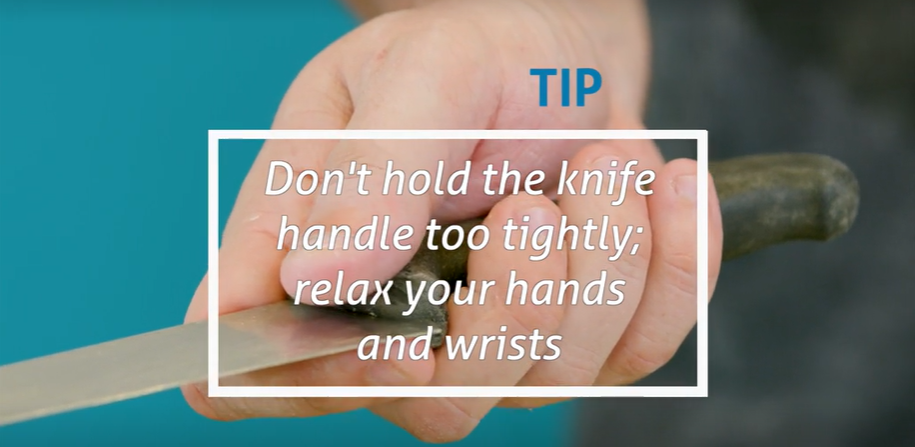 TIP
Don't hold the knife
handle too tightly;
relax your hands
and wrists